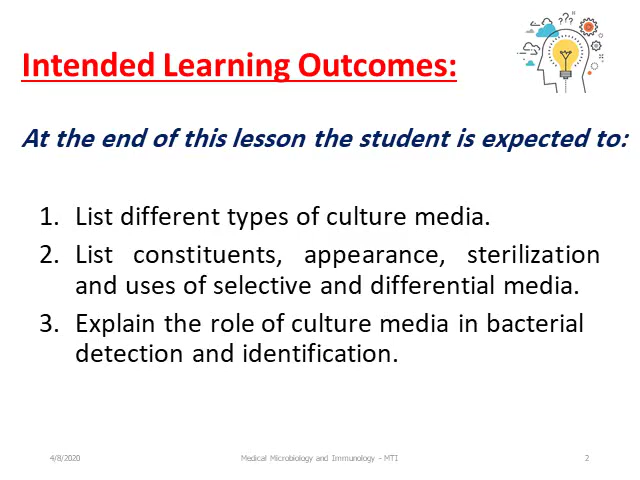 Intended Learning Outcomes:
At the end of this lesson the student is expected to:
1. List different types of culture media.
2. List constituents, appearance, sterilization
and uses of selective and differential media.
3. Explain the role of culture media in bacterial
detection and identification.
4/8/2020
Medical Microbiology and Immunology - MTI
2
???